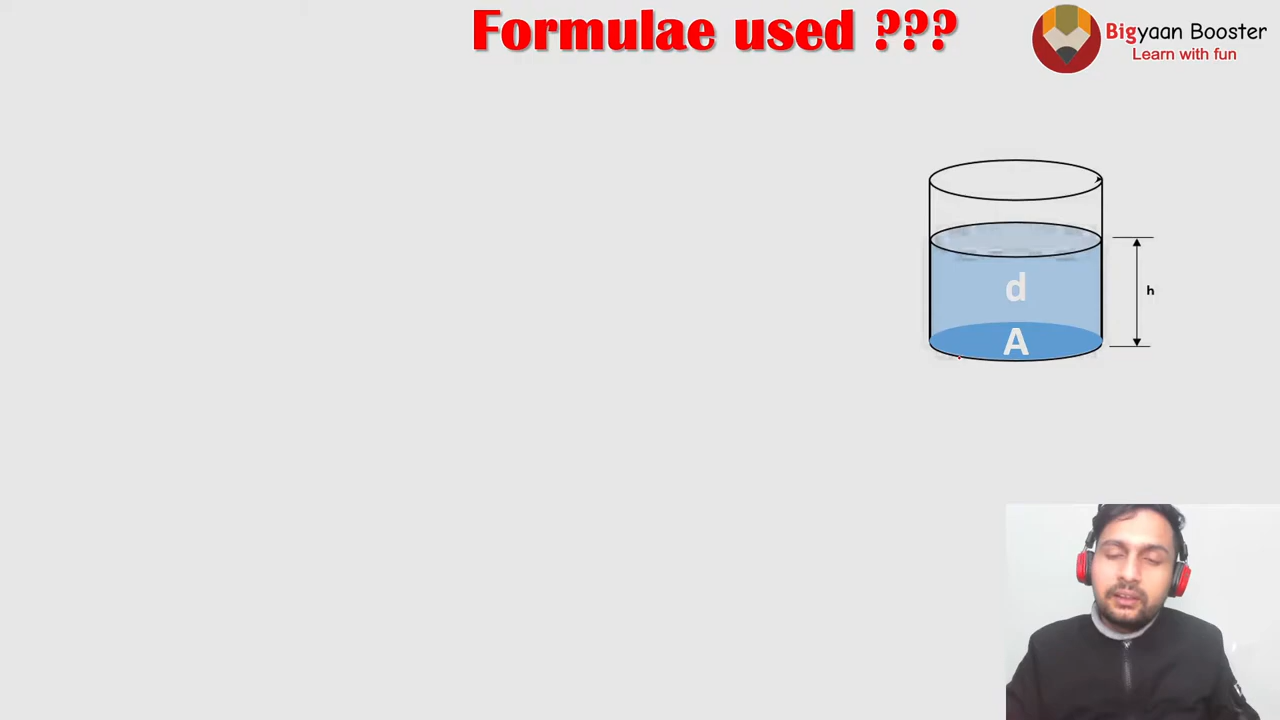 Formulae used ???
Bigyaan Booster
Learn with fun
d
h
A